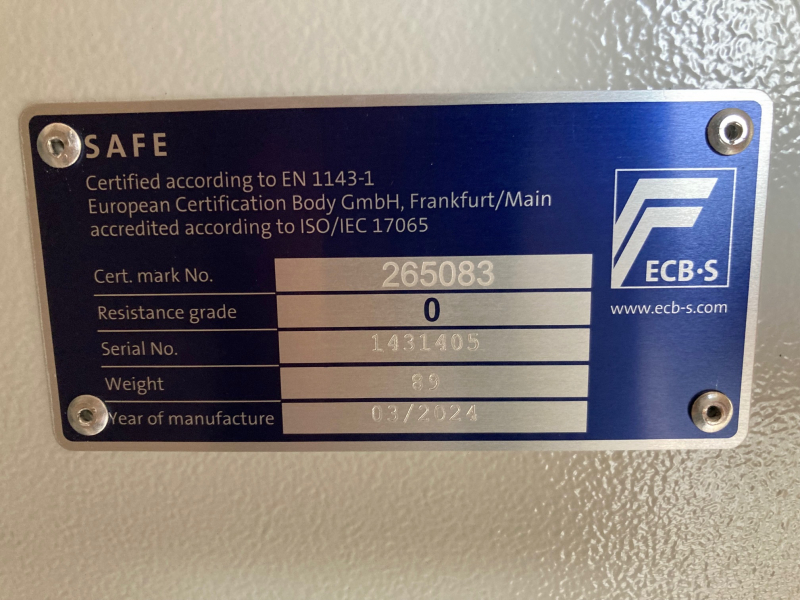 SAFE
Certified according to EN 1143-1
European Certification Body GmbH, Frankfurt/Main
accredited according to ISO/IEC 17065
ECB·S
www.ecb-s.com
Cert. mark No. 265083
Resistance grade 0
Serial No. 1431405
Weight 89
Year of manufacture 03/2024